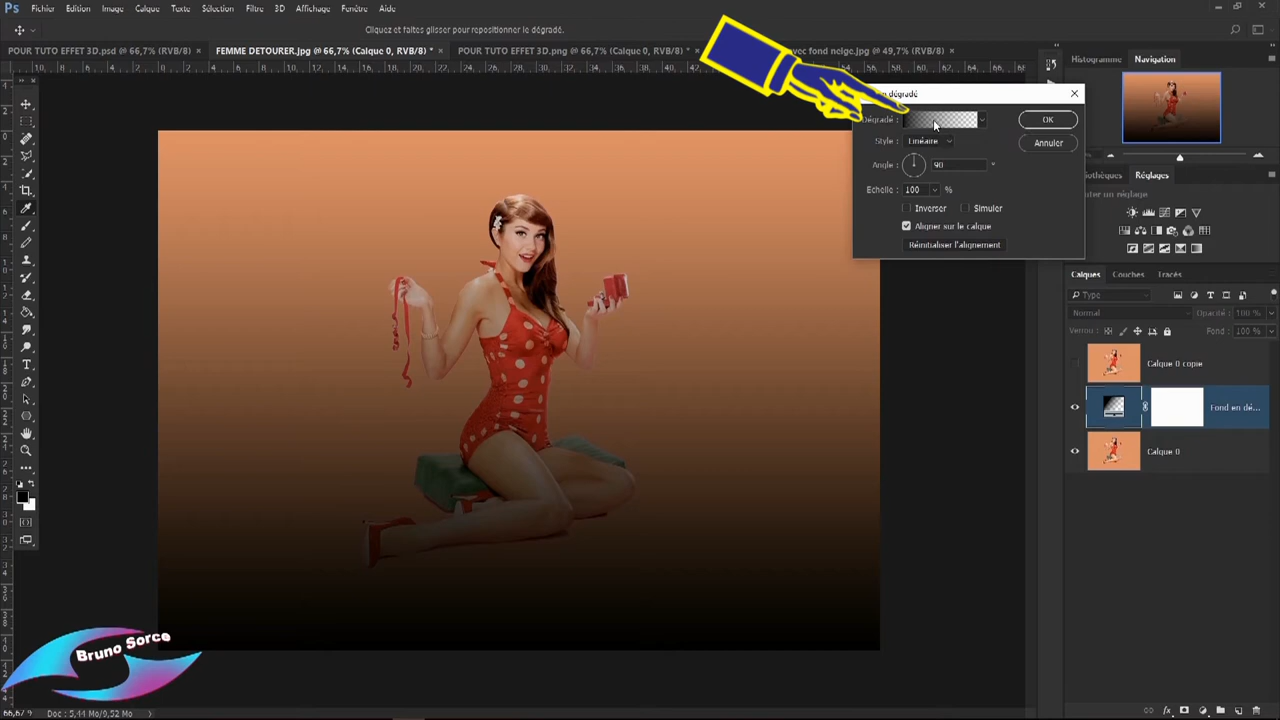 Ps Fichier Edition Image Calque Texte Sélection Filtre 3D Affichage Fenêtre Aide
Cliquez et faites glisser pour repositionner le dégradé.
POUR TUTO EFFET 3D.psd @ 66,7% (RVB/8) × FEMME DETOURER.jpg @ 66,7% (Calque 0, RVB/8) * × POUR TUTO EFFET 3D.png @ 66,7% (Calque 0, RVB/8) * × avec fond neige.jpg @ 49,7% (RVB/8) ×
Histogramme Navigation
dégradé
Dégradé :
OK
Style : Linéaire
Annuler
Angle : 90 °
Echelle : 100 %
Inverser Simuler
Aligner sur le calque
Réinitialiser l'alignement
Réglages
un réglage
Calques Couches Tracés
Type
Normal Opacité : 100 %
Verrou : Fond : 100 %
Calque 0 copie
Fond en dé...
Calque 0
Bruno Sorce
Doc : 5,44 Mo/9,52 Mo